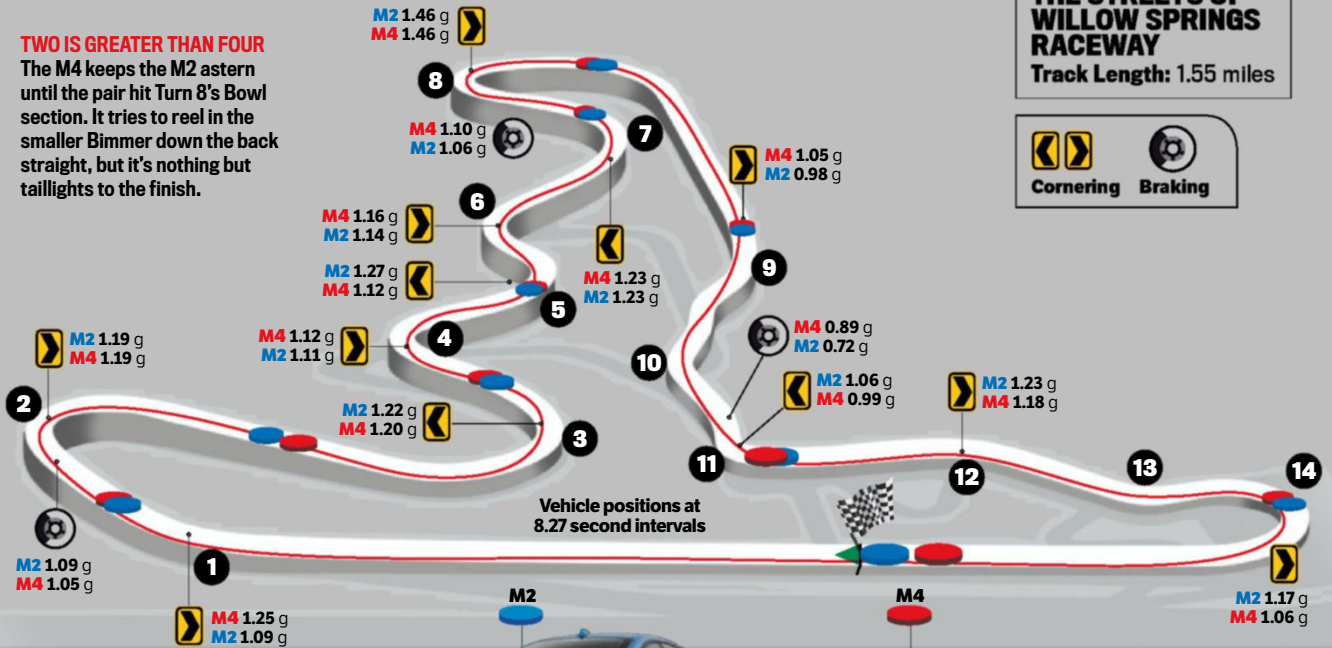 TWO IS GREATER THAN FOUR
The M4 keeps the M2 astern
until the pair hit Turn 8's Bowl
section. It tries to reel in the
smaller Bimmer down the back
straight, but it's nothing but
taillights to the finish.
THE STREETS OF
WILLOW SPRINGS
RACEWAY
Track Length: 1.55 miles
Cornering Braking
M2 1.46 g
M4 1.46 g
8
M4 1.10 g
M2 1.06 g
7
M4 1.05 g
M2 0.98 g
6
M4 1.16 g
M2 1.14 g
9
M2 1.27 g
M4 1.12 g
M4 1.23 g
M2 1.23 g
5
M4 1.12 g
M2 1.11 g
4
M4 0.89 g
M2 0.72 g
10
M2 1.19 g
M4 1.19 g
M2 1.06 g
M4 0.99 g
M2 1.23 g
M4 1.18 g
2
M2 1.22 g
M4 1.20 g
3
11
12
13
14
Vehicle positions at
8.27 second intervals
M2 1.09 g
M4 1.05 g
1
M4 1.25 g
M2 1.09 g
M2
M4
M2 1.17 g
M4 1.06 g